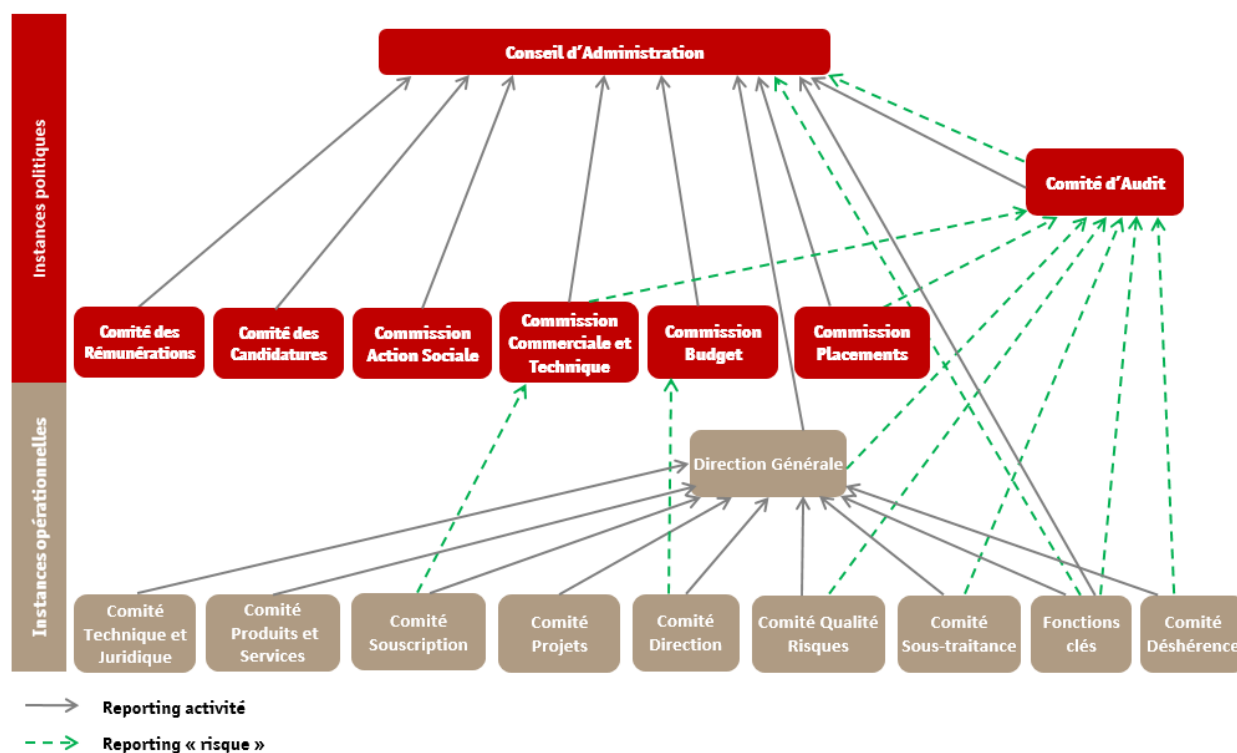 Conseil d'Administration
Instances politiques
Comité d'Audit
Comité des
Rémunérations
Comité des
Candidatures
Commission
Action Sociale
Commission
Commerciale et
Technique
Commission
Budget
Commission
Placements
Instances opérationnelles
Direction Générale
Comité
Technique et
Juridique
Comité
Produits et
Services
Comité
Souscription
Comité
Projets
Comité
Direction
Comité Qualité
Risques
Comité
Sous-traitance
Fonctions
clés
Comité
Déshérence
Reporting activité
Reporting « risque »